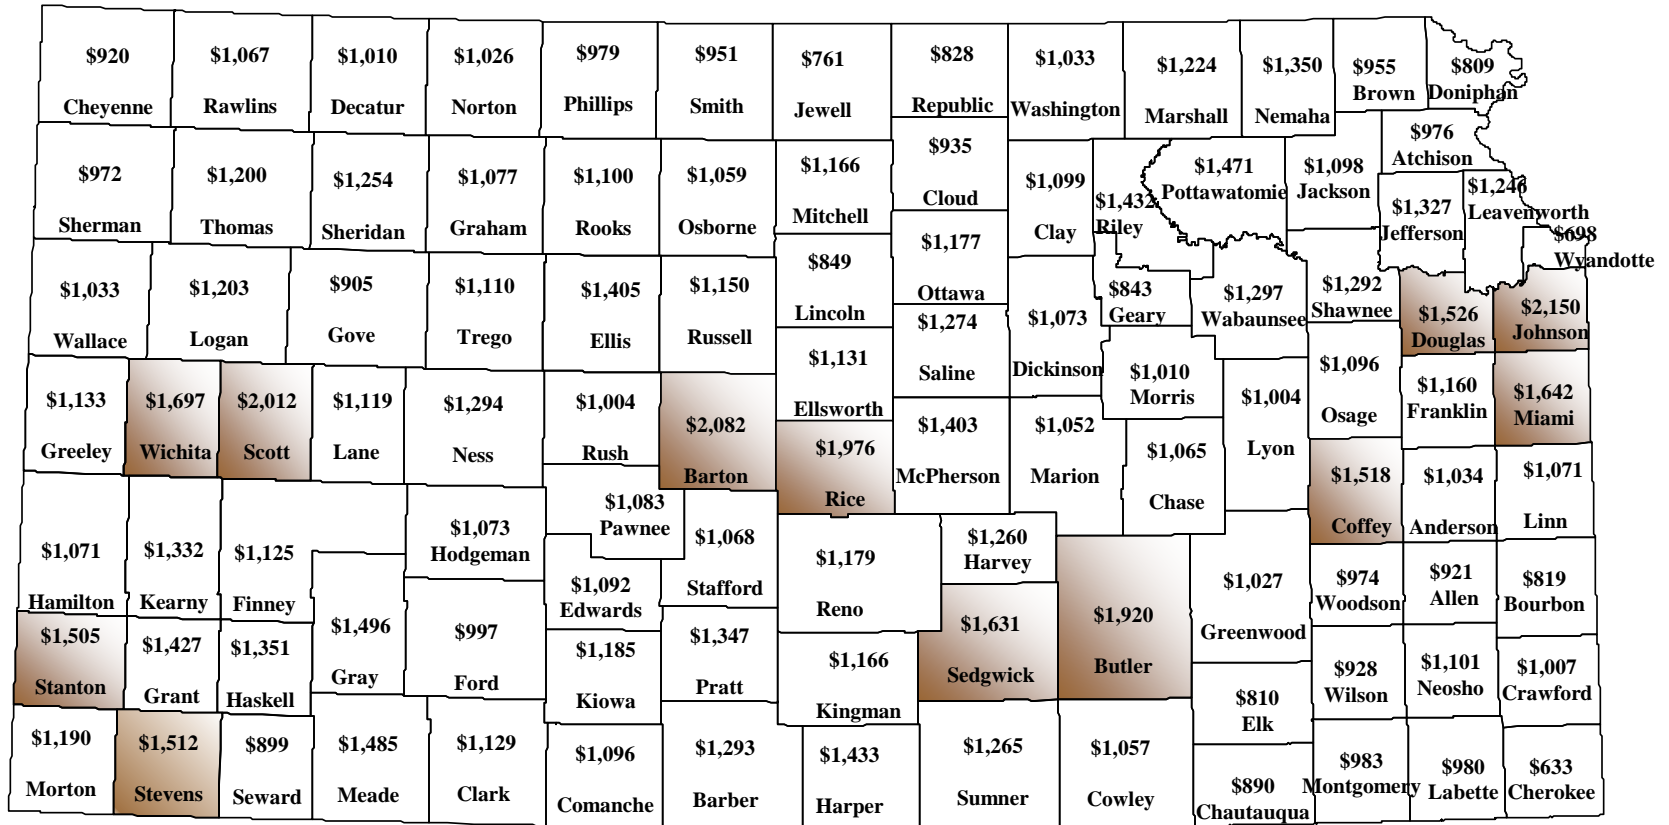 $920
Cheyenne
$1,067
Rawlins
$1,010
Decatur
$1,026
Norton
$979
Phillips
$951
Smith
$761
Jewell
$828
Republic
$1,033
Washington
$1,224
Marshall
$1,350
Nemaha
$955
Brown
$809
Doniphan
$972
Sherman
$1,200
Thomas
$1,254
Sheridan
$1,077
Graham
$1,100
Rooks
$1,059
Osborne
$1,166
Mitchell
$935
Cloud
$1,099
Clay
$1,432
Riley
$1,471
Pottawatomie
$1,098
Jackson
$976
Atchison
$1,327
Jefferson
$1,246
Leavenworth
$698
Wyandotte
$1,033
Wallace
$1,203
Logan
$905
Gove
$1,110
Trego
$1,405
Ellis
$1,150
Russell
$849
Lincoln
$1,177
Ottawa
$1,274
Saline
$1,073
Dickinson
$843
Geary
$1,297
Wabaunsee
$1,292
Shawnee
$1,526
Douglas
$2,150
Johnson
$1,133
Greeley
$1,697
Wichita
$2,012
Scott
$1,119
Lane
$1,294
Ness
$1,004
Rush
$2,082
Barton
$1,131
Ellsworth
$1,976
Rice
$1,403
McPherson
$1,052
Marion
$1,010
Morris
$1,065
Chase
$1,004
Lyon
$1,096
Osage
$1,160
Franklin
$1,642
Miami
$1,518
Coffey
$1,034
Anderson
$1,071
Linn
$1,071
Hamilton
$1,332
Kearny
$1,125
Finney
$1,073
Hodgeman
$1,083
Pawnee
$1,092
Edwards
$1,068
Stafford
$1,179
Reno
$1,260
Harvey
$1,631
Sedgwick
$1,920
Butler
$1,027
Greenwood
$974
Woodson
$921
Allen
$819
Bourbon
$1,505
Stanton
$1,427
Grant
$1,351
Haskell
$1,496
Gray
$997
Ford
$1,185
Kiowa
$1,347
Pratt
$1,166
Kingman
$810
Elk
$928
Wilson
$1,101
Neosho
$1,007
Crawford
$1,190
Morton
$1,512
Stevens
$899
Seward
$1,485
Meade
$1,129
Clark
$1,096
Comanche
$1,293
Barber
$1,433
Harper
$1,265
Sumner
$1,057
Cowley
$890
Chautauqua
$983
Montgomery
$980
Labette
$633
Cherokee